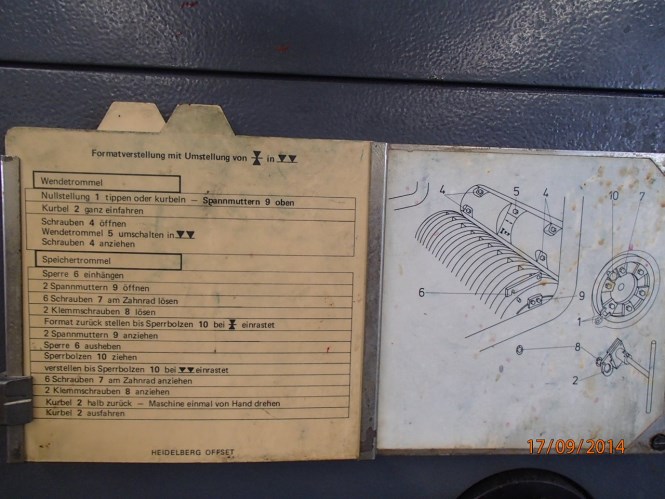 Formatverstellung mit Umstellung von in
Wendetrommel
Nullstellung 1 tippen oder kurbeln — Spannmuttern 9 oben
Kurbel 2 ganz einfahren
Schrauben 4 öffnen
Wendetrommel 5 umschalten in ▼▼
Schrauben 4 anziehen
Speichertrommel
Sperre 6 einhängen
2 Spannmuttern 9 öffnen
6 Schrauben 7 am Zahnrad lösen
2 Klemmschrauben 8 lösen
Format zurück stellen bis Sperrbolzen 10 bei einrastet
2 Spannmuttern 9 anziehen
Sperre 6 ausheben
Sperrbolzen 10 ziehen
verstellen bis Sperrbolzen 10 bei ▼▼ einrastet
6 Schrauben 7 am Zahnrad anziehen
2 Klemmschrauben 8 anziehen
Kurbel 2 halb zurück — Maschine einmal von Hand drehen
Kurbel 2 ausfahren
HEIDELBERG OFFSET
4 5 4 10 7
6 9
1
8
2
17/09/2014